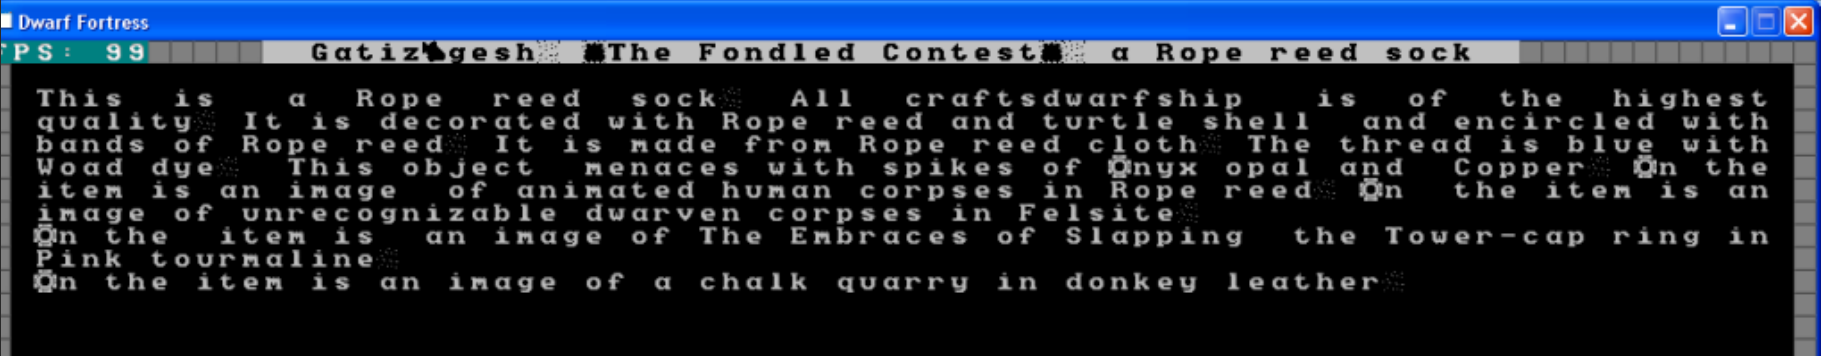 Dwarf Fortress
FPS: 99
The Fondled Contest a Rope reed sock
This is a Rope reed sock All craftsdwarfship is of the highest
quality It is decorated with Rope reed and turtle shell and encircled with
bands of Rope reed It is made from Rope reed cloth The thread is blue with
Woad dye This object menaces with spikes of Onyx opal and Copper On the
item is an image of animated human corpses in Rope reed On the item is an
image of unrecognizable dwarven corpses in Felsite
On the item is an image of The Embraces of Slapping the Tower-cap ring in
Pink tourmaline
On the item is an image of a chalk quarry in donkey leather